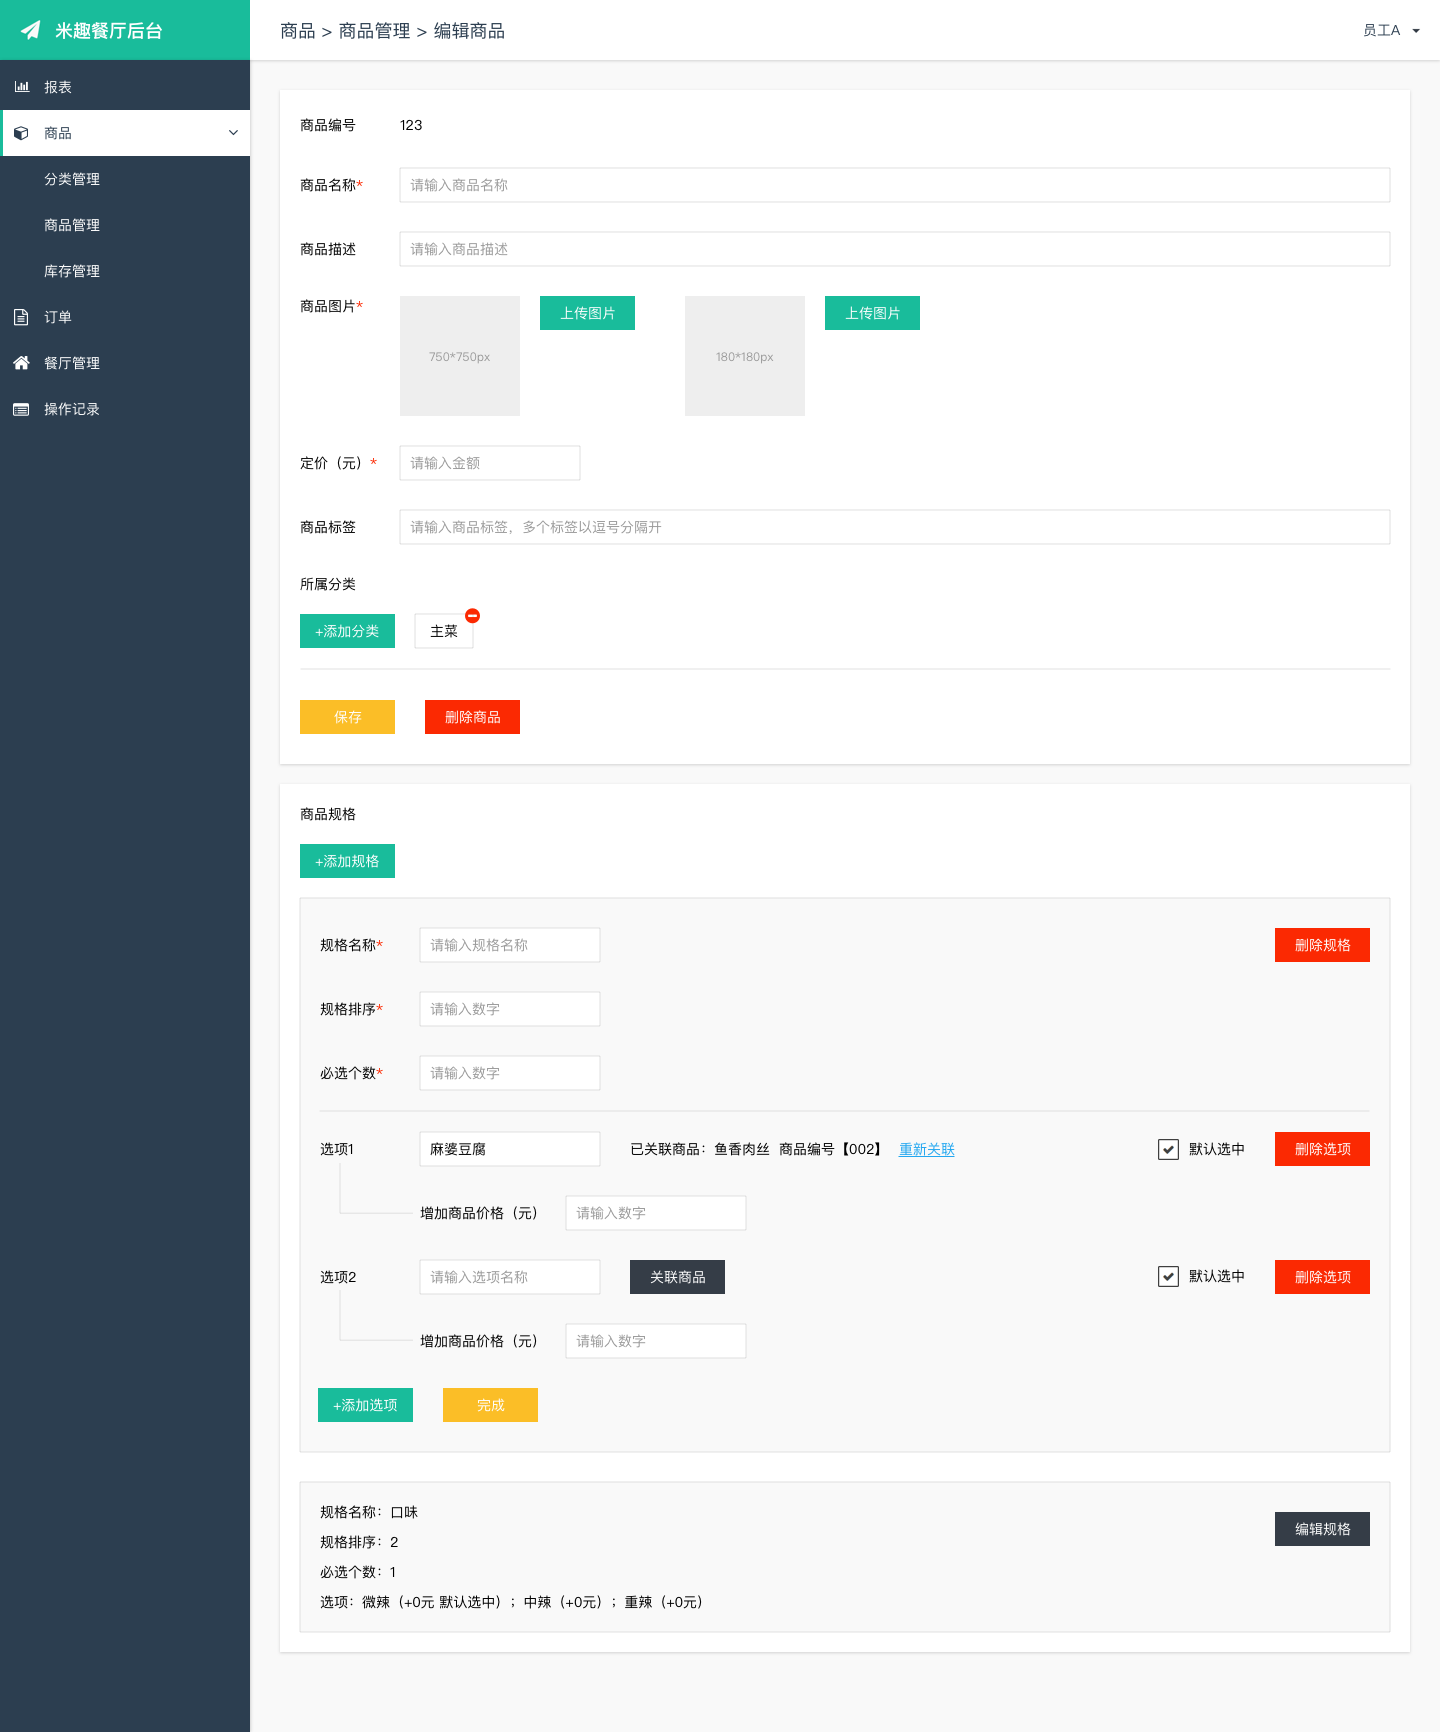 米趣餐厅后台
商品 > 商品管理 > 编辑商品
员工A
报表
商品
分类管理
商品管理
库存管理
订单
餐厅管理
操作记录
商品编号 123
商品名称* 请输入商品名称
商品描述 请输入商品描述
商品图片* 750*750px 上传图片 180*180px 上传图片
定价（元）* 请输入金额
商品标签 请输入商品标签，多个标签以逗号分隔开
所属分类
+添加分类 主菜
保存 删除商品
商品规格
+添加规格
规格名称* 请输入规格名称 删除规格
规格排序* 请输入数字
必选个数* 请输入数字
选项1 麻婆豆腐 已关联商品：鱼香肉丝 商品编号【002】 重新关联 默认选中 删除选项
增加商品价格（元） 请输入数字
选项2 请输入选项名称 关联商品 默认选中 删除选项
增加商品价格（元） 请输入数字
+添加选项 完成
规格名称：口味
编辑规格
规格排序：2
必选个数：1
选项：微辣（+0元 默认选中）；中辣（+0元）；重辣（+0元）